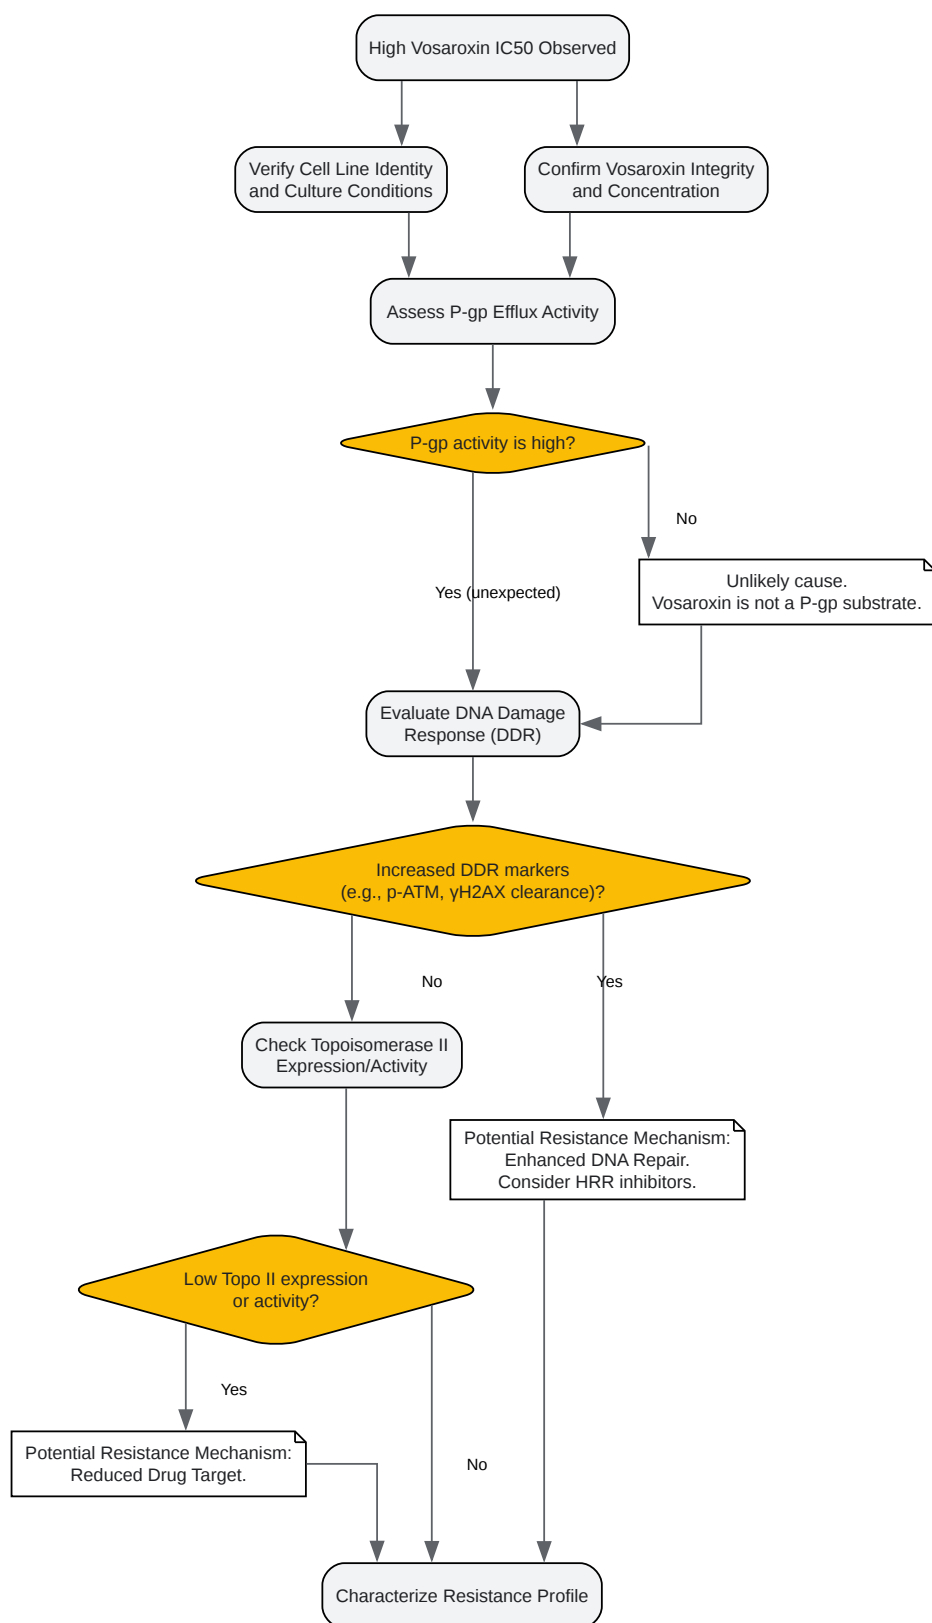 High Vosaroxin IC50 Observed
Verify Cell Line Identity
and Culture Conditions
Confirm Vosaroxin Integrity
and Concentration
Assess P-gp Efflux Activity
P-gp activity is high?
No
Unlikely cause.
Vosaroxin is not a P-gp substrate.
Yes (unexpected)
Evaluate DNA Damage
Response (DDR)
Increased DDR markers
(e.g., p-ATM, γH2AX clearance)?
No
Yes
Check Topoisomerase II
Expression/Activity
Potential Resistance Mechanism:
Enhanced DNA Repair.
Consider HRR inhibitors.
Low Topo II expression
or activity?
Yes
Potential Resistance Mechanism:
Reduced Drug Target.
No
Characterize Resistance Profile